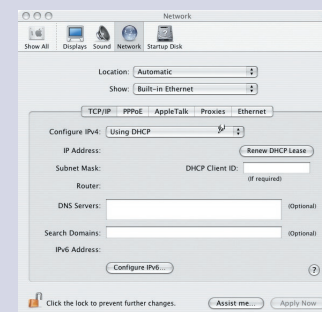 Network
Show All Displays Sound Network Startup Disk
Location: Automatic
Show: Built-in Ethernet
TCP/IP PPPoE AppleTalk Proxies Ethernet
Configure IPv4: Using DHCP
IP Address: Renew DHCP Lease
Subnet Mask: DHCP Client ID:
(If required)
Router:
DNS Servers: (Optional)
Search Domains: (Optional)
IPv6 Address:
Configure IPv6... ?
Click the lock to prevent further changes. Assist me... Apply Now